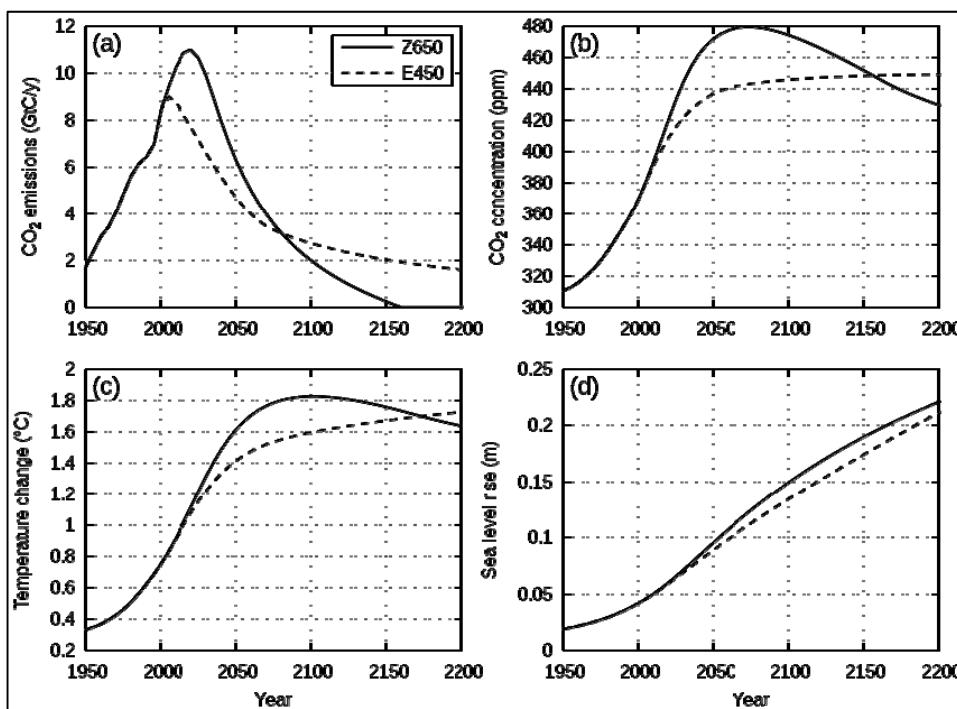 (a)
Z650
E450
CO2 emissions (GtC/y)
12
10
8
6
4
2
0
1950 2000 2050 2100 2150 2200
(b)
CO2 concentration (ppm)
480
460
440
420
400
380
360
340
320
300
1950 2000 2050 2100 2150 2200
(c)
Temperature change (°C)
2
1.8
1.6
1.4
1.2
1
0.8
0.6
0.4
0.2
1950 2000 2050 2100 2150 2200
Year
(d)
Sea level r se (m)
0.25
0.2
0.15
0.1
0.05
0
1950 2000 2050 2100 2150 2200
Year